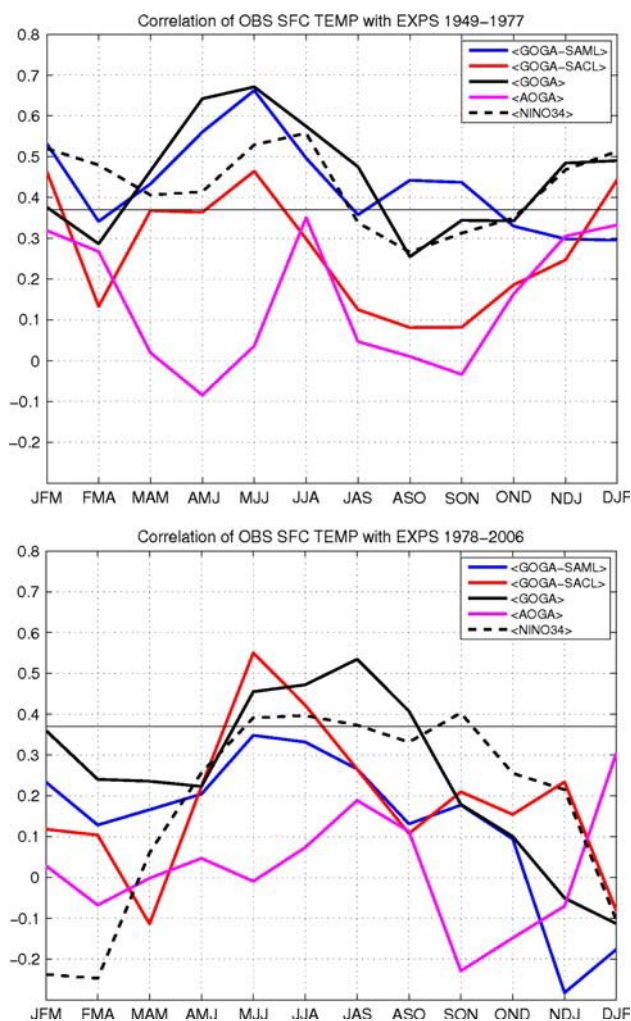 Correlation of OBS SFC TEMP with EXPS 1949-1977
0.8
0.7
0.6
0.5
0.4
0.3
0.2
0.1
0
-0.1
-0.2
<GOGA-SAML>
<GOGA-SACL>
<GOGA>
<AOGA>
<NINO34>
JFM FMA MAM AMJ MJJ JJA JAS ASO SON OND NDJ DJF
Correlation of OBS SFC TEMP with EXPS 1978-2006
0.8
0.7
0.6
0.5
0.4
0.3
0.2
0.1
0
-0.1
-0.2
<GOGA-SAML>
<GOGA-SACL>
<GOGA>
<AOGA>
<NINO34>
JFM FMA MAM AMJ MJJ JJA JAS ASO SON OND NDJ DJF